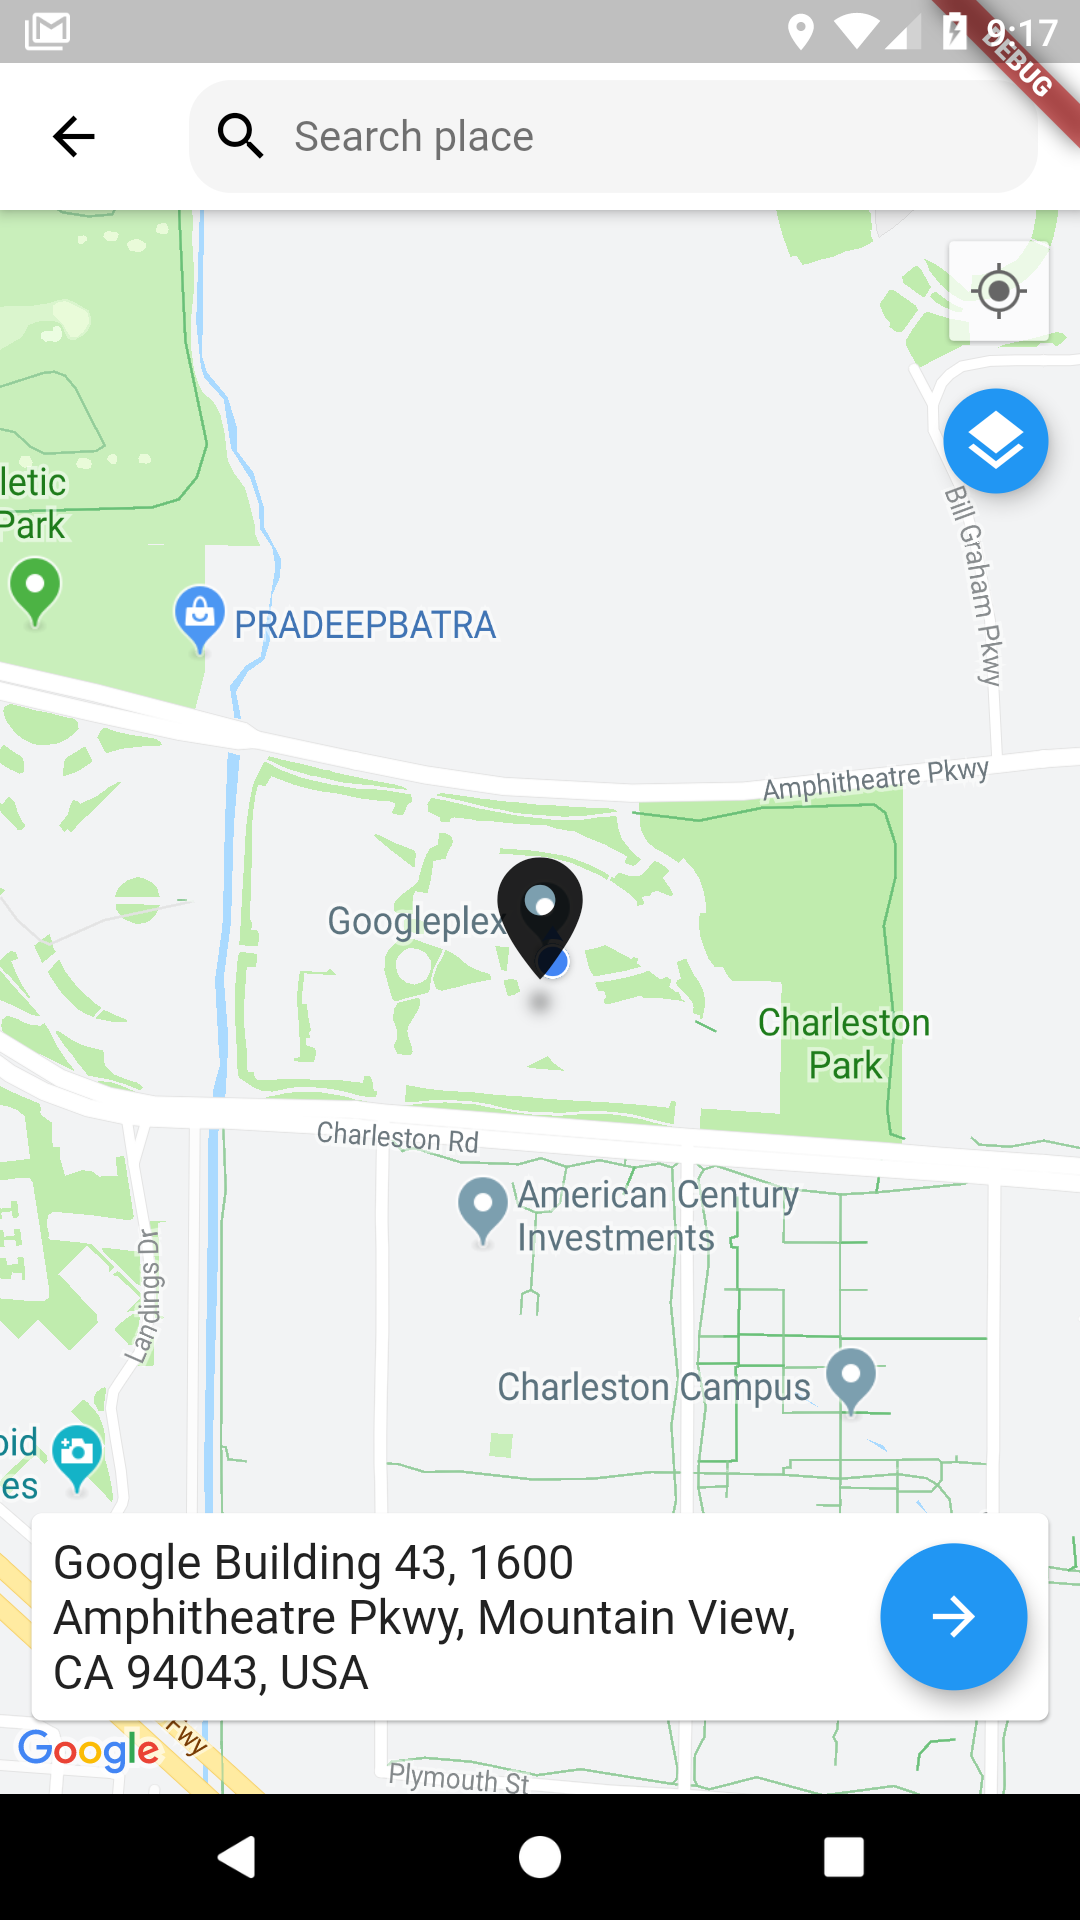 9:17
DEBUG
Search place
letic
Park
PRADEEPBATRA
Bill Graham Pkwy
Amphitheatre Pkwy
Googleplex
Charleston
Park
Charleston Rd
American Century
Investments
Landings Dr
Charleston Campus
oid
es
Google Building 43, 1600
Amphitheatre Pkwy, Mountain View,
CA 94043, USA
Fwy
Google
Plymouth St